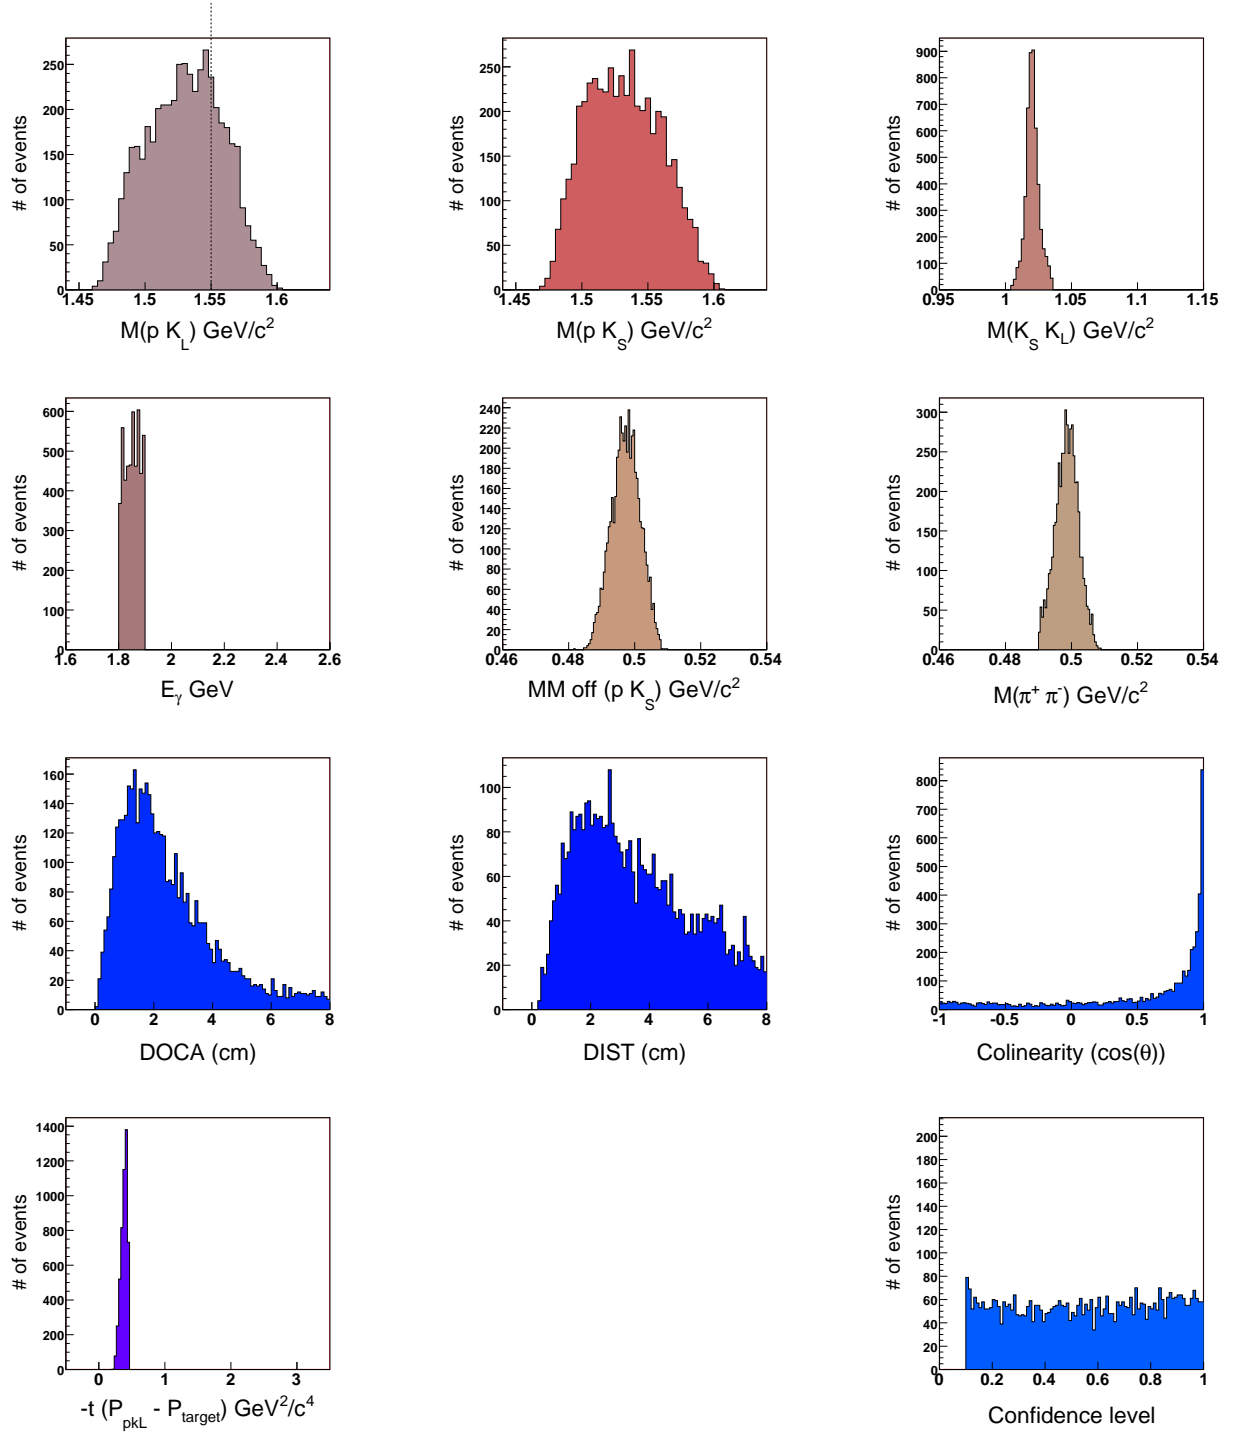 # of events
250
200
150
100
50
0
1.45 1.5 1.55 1.6
M(p K_L) GeV/c²
# of events
250
200
150
100
50
0
1.45 1.5 1.55 1.6
M(p K_S) GeV/c²
# of events
900
800
700
600
500
400
300
200
100
0
0.95 1 1.05 1.1 1.15
M(K_S K_L) GeV/c²
# of events
600
500
400
300
200
100
0
1.6 1.8 2 2.2 2.4 2.6
E_γ GeV
# of events
240
220
200
180
160
140
120
100
80
60
40
20
0
0.46 0.48 0.5 0.52 0.54
MM off (p K_S) GeV/c²
# of events
300
250
200
150
100
50
0
0.46 0.48 0.5 0.52 0.54
M(π⁺ π⁻) GeV/c²
# of events
160
140
120
100
80
60
40
20
0
0 2 4 6 8
DOCA (cm)
# of events
100
80
60
40
20
0
0 2 4 6 8
DIST (cm)
# of events
800
700
600
500
400
300
200
100
0
-1 -0.5 0 0.5 1
Colinearity (cos(θ))
# of events
1400
1200
1000
800
600
400
200
0
0 1 2 3
-t (P_pkL - P_target) GeV²/c⁴
# of events
200
180
160
140
120
100
80
60
40
20
0
0 0.2 0.4 0.6 0.8 1
Confidence level